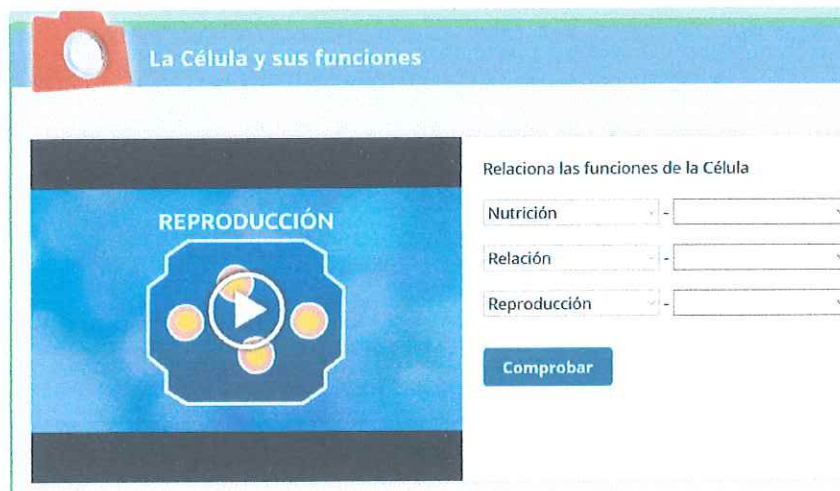 La Célula y sus funciones
REPRODUCCIÓN
Relaciona las funciones de la Célula
Nutrición -
Relación -
Reproducción -
Comprobar